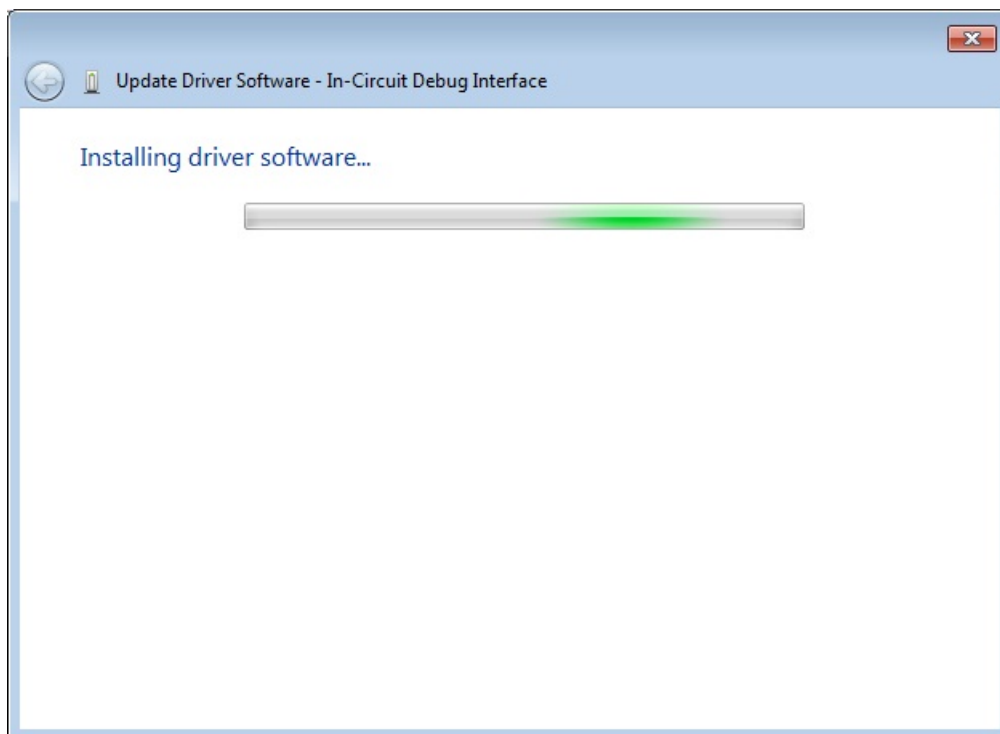 Update Driver Software - In-Circuit Debug Interface
Installing driver software...